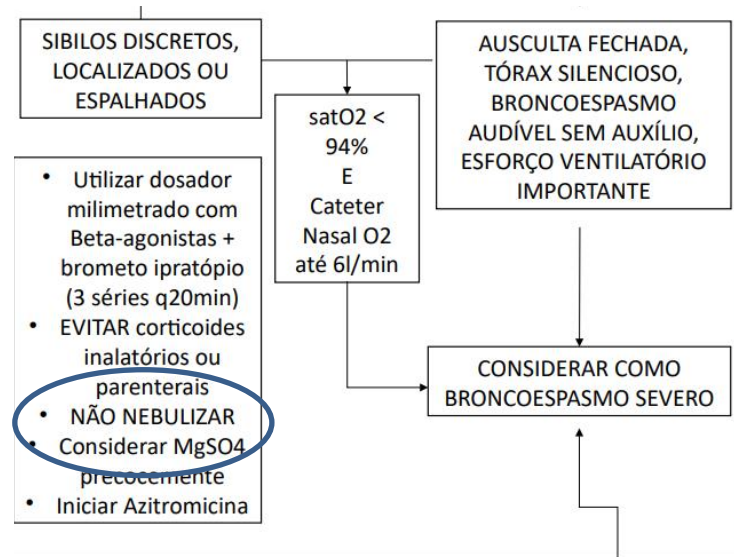 SIBILOS DISCRETOS,
LOCALIZADOS OU
ESPALHADOS
satO2 <
94%
E
Cateter
Nasal O2
até 6l/min
AUSCULTA FECHADA,
TÓRAX SILENCIOSO,
BRONCOESPASMO
AUDÍVEL SEM AUXÍLIO,
ESFORÇO VENTILATÓRIO
IMPORTANTE
• Utilizar dosador
milimetrado com
Beta-agonistas +
brometo ipratópio
(3 séries q20min)
• EVITAR corticoides
inalatórios ou
parenterais
• NÃO NEBULIZAR
• Considerar MgSO4
precocemente
• Iniciar Azitromicina
CONSIDERAR COMO
BRONCOESPASMO SEVERO